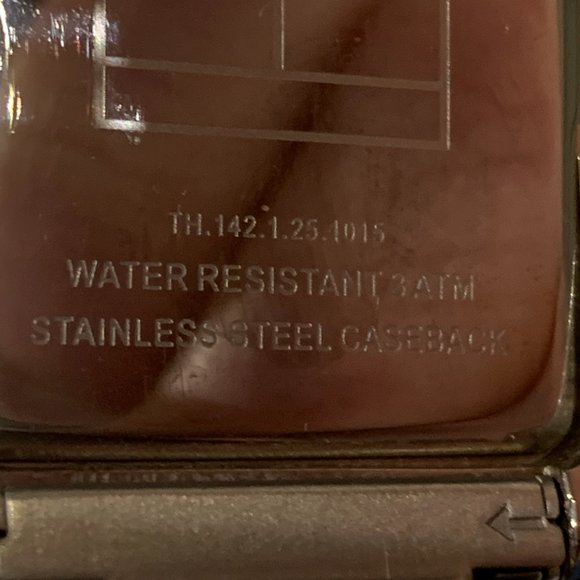 TH.142.1.25.1015
WATER RESISTANT 3 ATM
STAINLESS STEEL CASEBACK